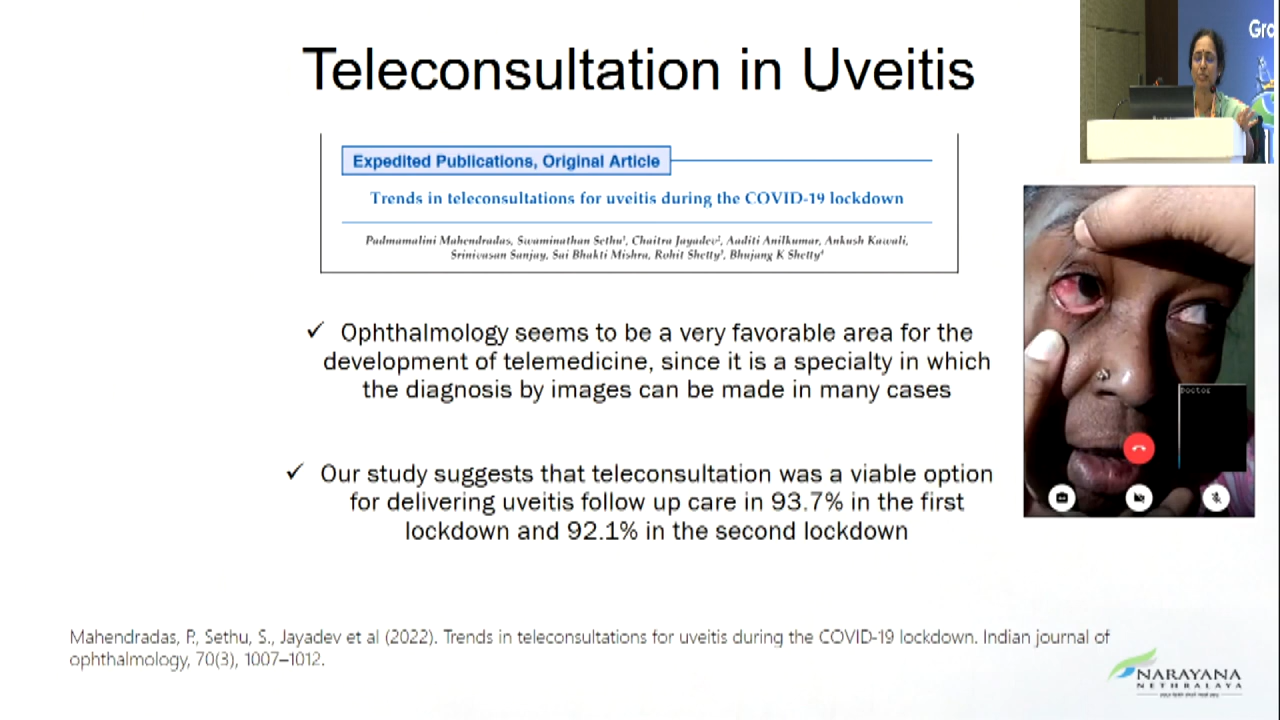 Teleconsultation in Uveitis
Gro
Expedited Publications, Original Article
Trends in teleconsultations for uveitis during the COVID-19 lockdown
Padmamalini Mahendradas, Swaminathan Sethu¹, Chaitra Jayadev², Aaditi Anilkumar, Ankush Kawali,
Srinivasan Sanjay, Sai Bhakti Mishra, Rohit Shetty³, Bhujang K Shetty⁴
✓ Ophthalmology seems to be a very favorable area for the
development of telemedicine, since it is a specialty in which
the diagnosis by images can be made in many cases
Doctor
✓ Our study suggests that teleconsultation was a viable option
for delivering uveitis follow up care in 93.7% in the first
lockdown and 92.1% in the second lockdown
Mahendradas, P., Sethu, S., Jayadev et al (2022). Trends in teleconsultations for uveitis during the COVID-19 lockdown. Indian journal of
ophthalmology, 70(3), 1007–1012.
NARAYANA
NETHRALAYA